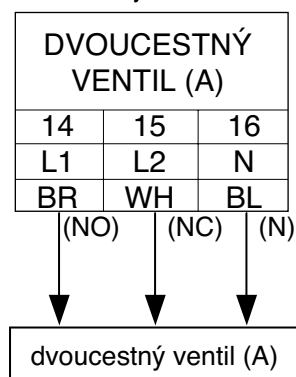 DVOUCESTNÝ
VENTIL (A)
14 15 16
L1 L2 N
BR WH BL
(NO) (NC) (N)
dvoucestný ventil (A)